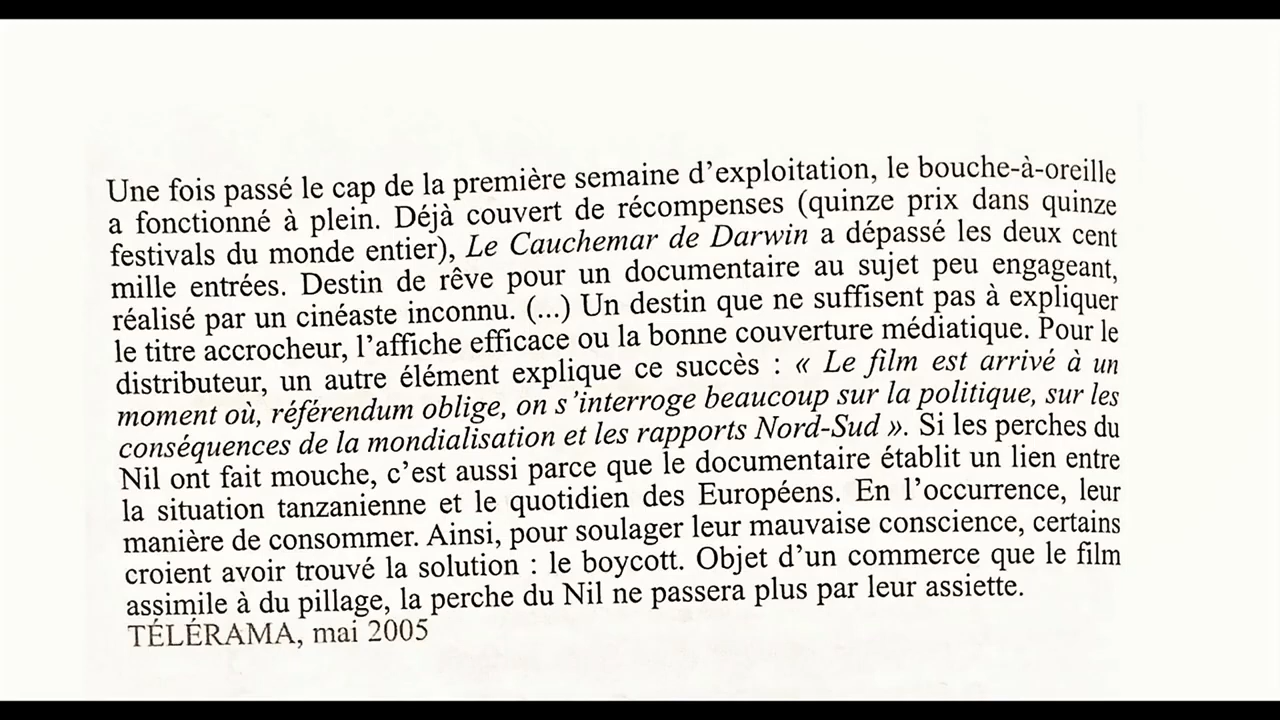 Une fois passé le cap de la première semaine d'exploitation, le bouche-à-oreille
a fonctionné à plein. Déjà couvert de récompenses (quinze prix dans quinze
festivals du monde entier), Le Cauchemar de Darwin a dépassé les deux cent
mille entrées. Destin de rêve pour un documentaire au sujet peu engageant,
réalisé par un cinéaste inconnu. (...) Un destin que ne suffisent pas à expliquer
le titre accrocheur, l'affiche efficace ou la bonne couverture médiatique. Pour le
distributeur, un autre élément explique ce succès : « Le film est arrivé à un
moment où, référendum oblige, on s'interroge beaucoup sur la politique, sur les
conséquences de la mondialisation et les rapports Nord-Sud ». Si les perches du
Nil ont fait mouche, c'est aussi parce que le documentaire établit un lien entre
la situation tanzanienne et le quotidien des Européens. En l'occurrence, leur
manière de consommer. Ainsi, pour soulager leur mauvaise conscience, certains
croient avoir trouvé la solution : le boycott. Objet d'un commerce que le film
assimile à du pillage, la perche du Nil ne passera plus par leur assiette.
TÉLÉRAMA, mai 2005